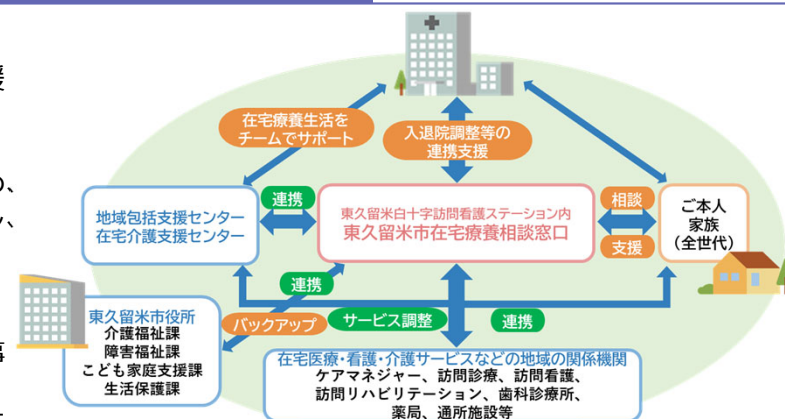 援
の、
ん、
在宅療養生活を
チームでサポート
入退院調整等の
連携支援
地域包括支援センター
在宅介護支援センター
連携
東久留米白十字訪問看護ステーション内
東久留米市在宅療養相談窓口
相談
支援
ご本人
家族
(全世代)
連携
バックアップ
サービス調整
連携
東久留米市役所
介護福祉課
障害福祉課
こども家庭支援課
生活保護課
在宅医療・看護・介護サービスなどの地域の関係機関
ケアマネジャー、訪問診療、訪問看護、
訪問リハビリテーション、歯科診療所、
薬局、通所施設等